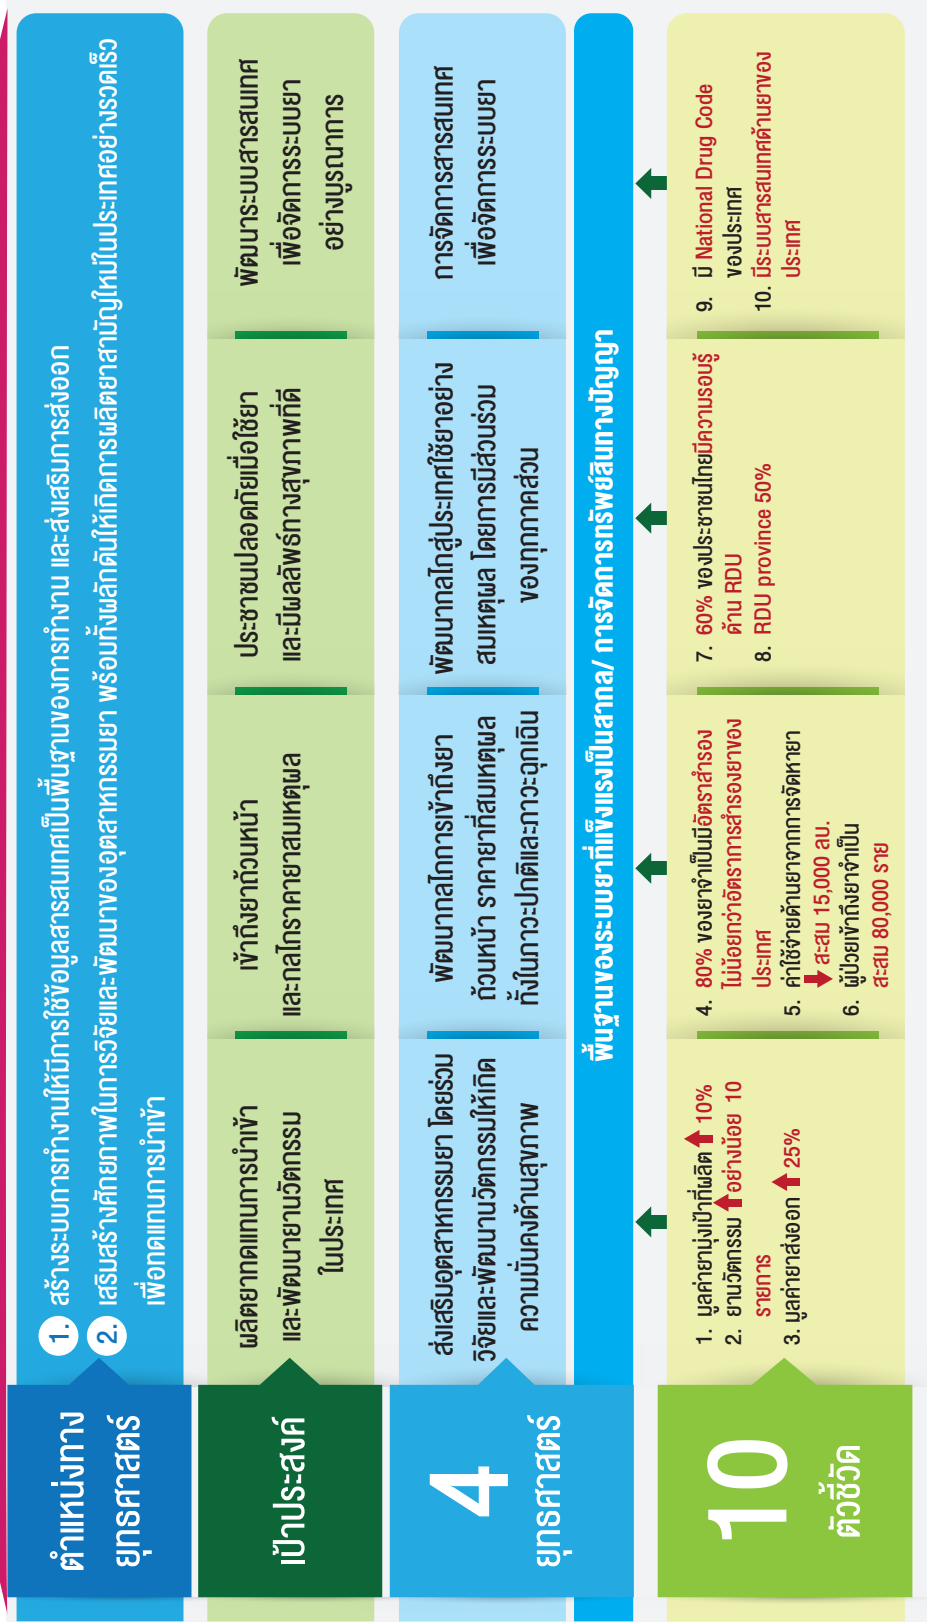 ตำแหน่งทาง
ยุทธศาสตร์
1. สร้างระบบการทำงานให้มีการใช้ข้อมูลสารสนเทศเป็นพื้นฐานของการทำงาน และส่งเสริมการส่งออก
2. เสริมสร้างศักยภาพในการวิจัยและพัฒนาของอุตสาหกรรมยา พร้อมทั้งผลักดันให้เกิดการผลิตยาสามัญใหม่ในประเทศอย่างรวดเร็ว
เพื่อทดแทนการนำเข้า
เป้าประสงค์
ผลิตยาทดแทนการนำเข้า
และพัฒนายานวัตกรรม
ในประเทศ
เข้าถึงยาถ้วนหน้า
และกลไกราคายาสมเหตุผล
ประชาชนปลอดภัยเมื่อใช้ยา
และมีผลลัพธ์ทางสุขภาพที่ดี
พัฒนาระบบสารสนเทศ
เพื่อจัดการระบบยา
อย่างบูรณาการ
4
ยุทธศาสตร์
ส่งเสริมอุตสาหกรรมยา โดยร่วม
วิจัยและพัฒนานวัตกรรมให้เกิด
ความมั่นคงด้านสุขภาพ
พัฒนากลไกการเข้าถึงยา
ถ้วนหน้า ราคายาที่สมเหตุผล
ทั้งในภาวะปกติและภาวะฉุกเฉิน
พัฒนากลไกสู่ประเทศใช้ยาอย่าง
สมเหตุผล โดยการมีส่วนร่วม
ของทุกภาคส่วน
การจัดการสารสนเทศ
เพื่อจัดการระบบยา
พื้นฐานของระบบยาที่แข็งแรงเป็นสากล/ การจัดการทรัพย์สินทางปัญญา
10
ตัวชี้วัด
1. มูลค่ายามุ่งเป้าที่ผลิต ⬆ 10%
2. ยานวัตกรรม ⬆ อย่างน้อย 10
รายการ
3. มูลค่ายาส่งออก ⬆ 25%
4. 80% ของยาจำเป็นมีอัตราสำรอง
ไม่น้อยกว่าอัตราการสำรองยาของ
ประเทศ
5. ค่าใช้จ่ายด้านยาจากการจัดหายา
⬇ สะสม 15,000 ลบ.
6. ผู้ป่วยเข้าถึงยาจำเป็น
สะสม 80,000 ราย
7. 60% ของประชาชนไทยมีความรอบรู้
ด้าน RDU
8. RDU province 50%
9. มี National Drug Code
ของประเทศ
10. มีระบบสารสนเทศด้านยาของ
ประเทศ